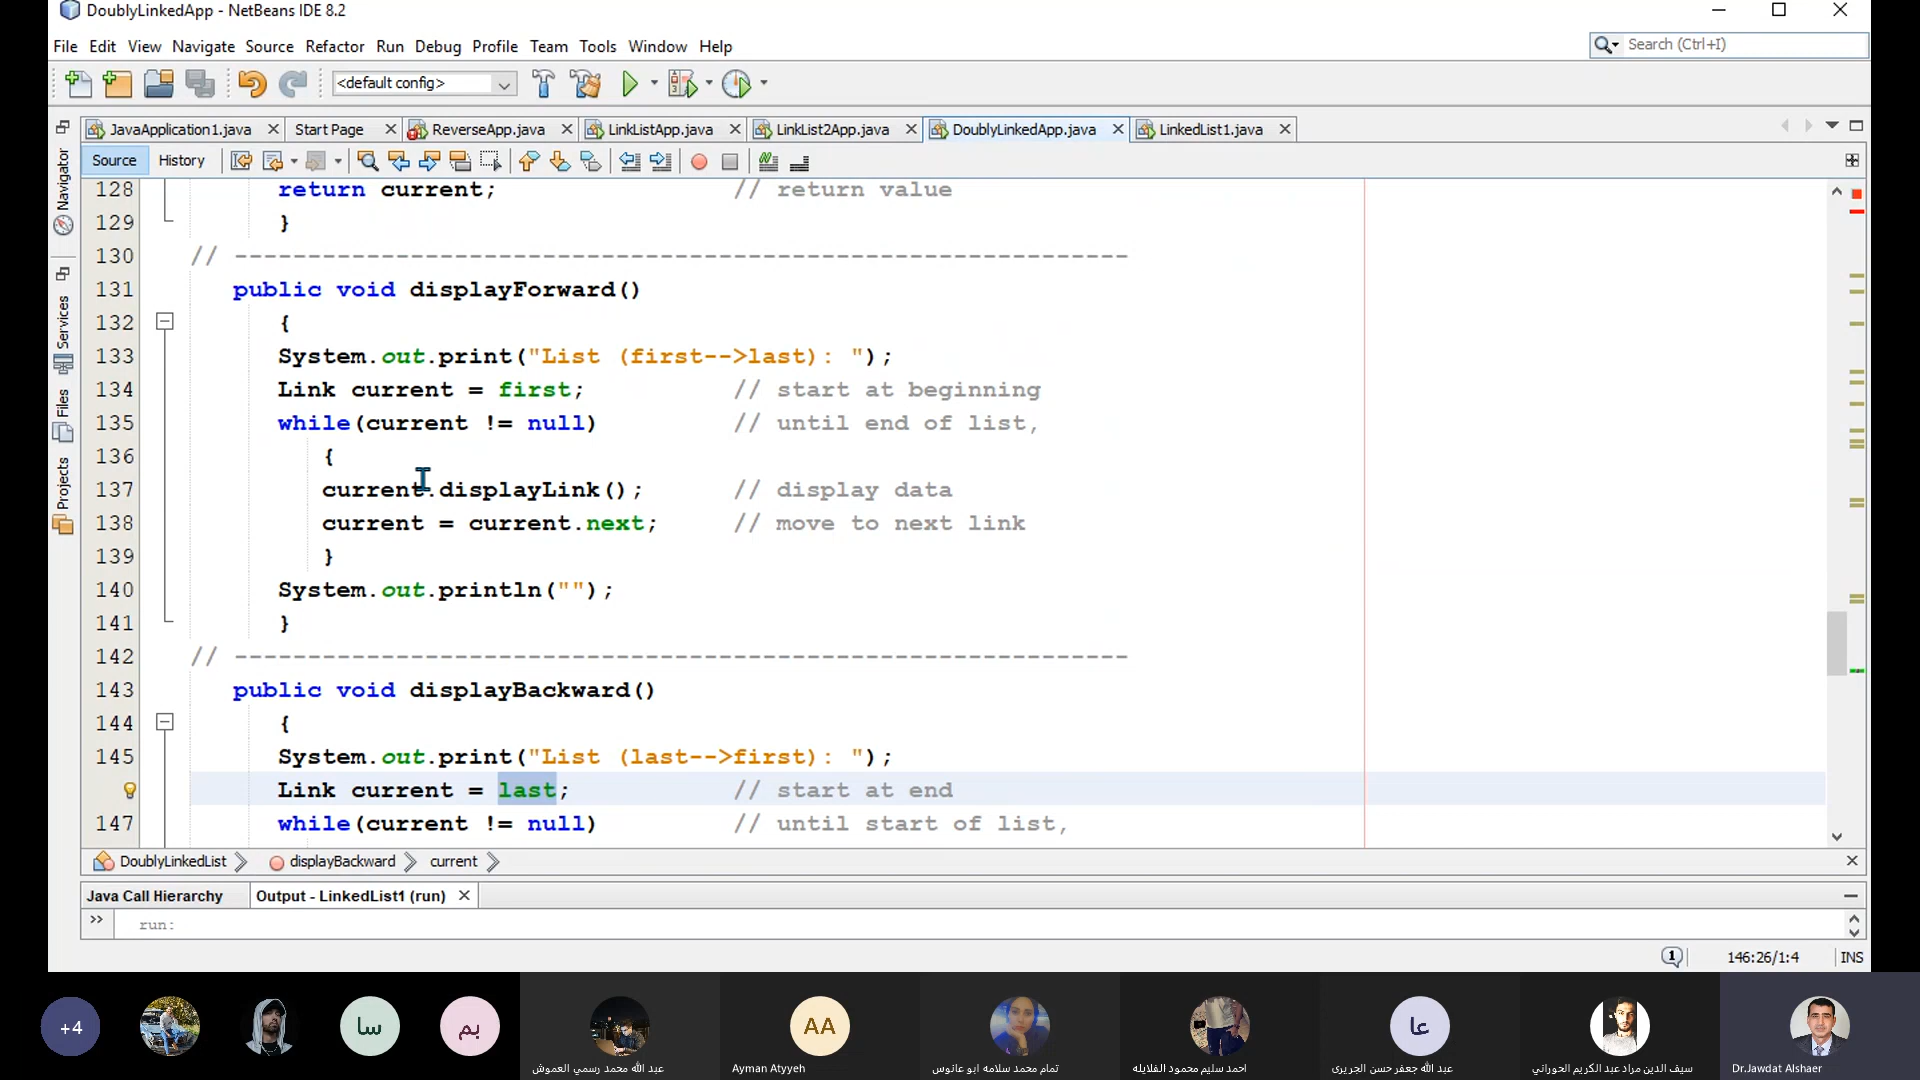 DoublyLinkedApp - NetBeans IDE 8.2
File Edit View Navigate Source Refactor Run Debug Profile Team Tools Window Help
Search (Ctrl+I)
<default config>
JavaApplication1.java Start Page ReverseApp.java LinkListApp.java LinkList2App.java DoublyLinkedApp.java LinkedList1.java
Source History
Navigator
Services
Files
Projects
128 return current; // return value
129 }
130 // -------------------------------------------------------------
131 public void displayForward()
132 {
133 System.out.print("List (first-->last): ");
134 Link current = first; // start at beginning
135 while(current != null) // until end of list,
136 {
137 current.displayLink(); // display data
138 current = current.next; // move to next link
139 }
140 System.out.println("");
141 }
142 // -------------------------------------------------------------
143 public void displayBackward()
144 {
145 System.out.print("List (last-->first): ");
Link current = last; // start at end
147 while(current != null) // until start of list,
DoublyLinkedList displayBackward current
Java Call Hierarchy Output - LinkedList1 (run)
run:
1 146:26/1:4 INS
+4 سا بم AA عا
عبد الله محمد رسمي العموش Ayman Atyyeh تمام محمد سلامه ابو عانوس احمد سليم محمود الفلايله عبد الله جعفر حسن الجريري سيف الدين مراد عبد الكريم الحوراني Dr.Jawdat Alshaer